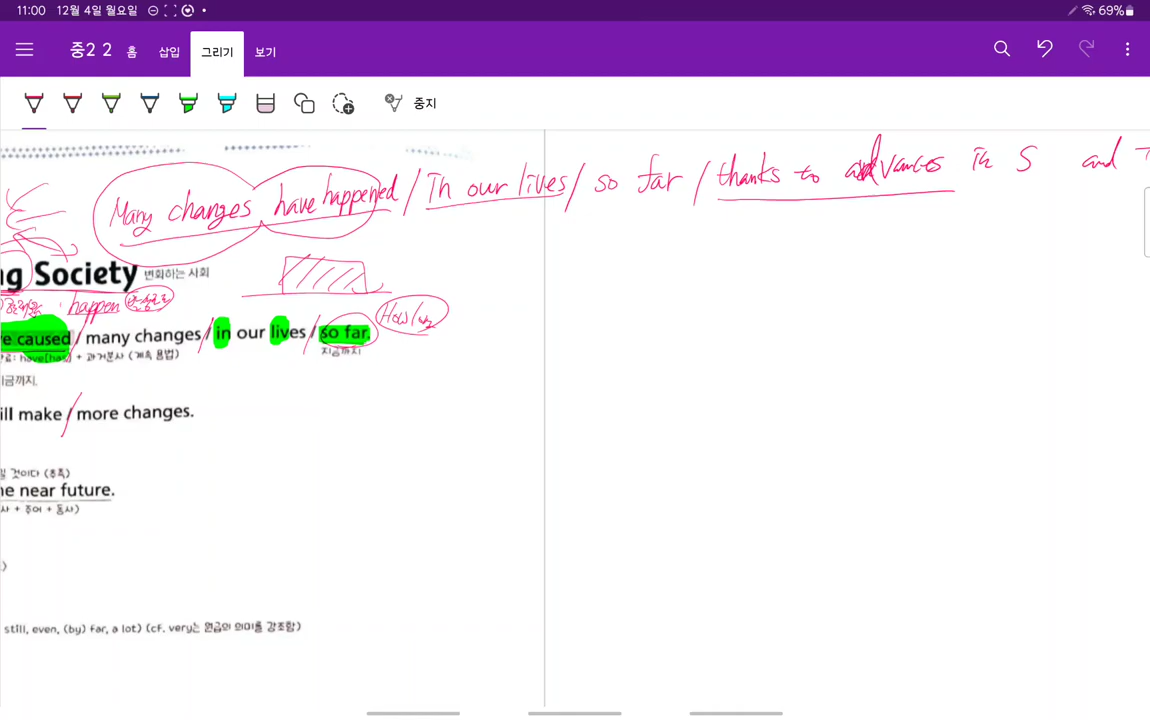 11:00 12월 4일 월요일 69%
중2 2 홈 삽입 그리기 보기
중지
Many changes have happened / in our lives / so far / thanks to advances in S and T
ng Society 변화하는 사회
happen
How long
e caused / many changes / in our lives / so far.
료: have[has] + 과거분사 (계속 용법) 지금까지
지금까지.
ill make / more changes.
일 것이다 (추측)
he near future.
사 + 주어 + 동사)
.)
still, even, (by) far, a lot) (cf. very는 원급의 의미를 강조함)